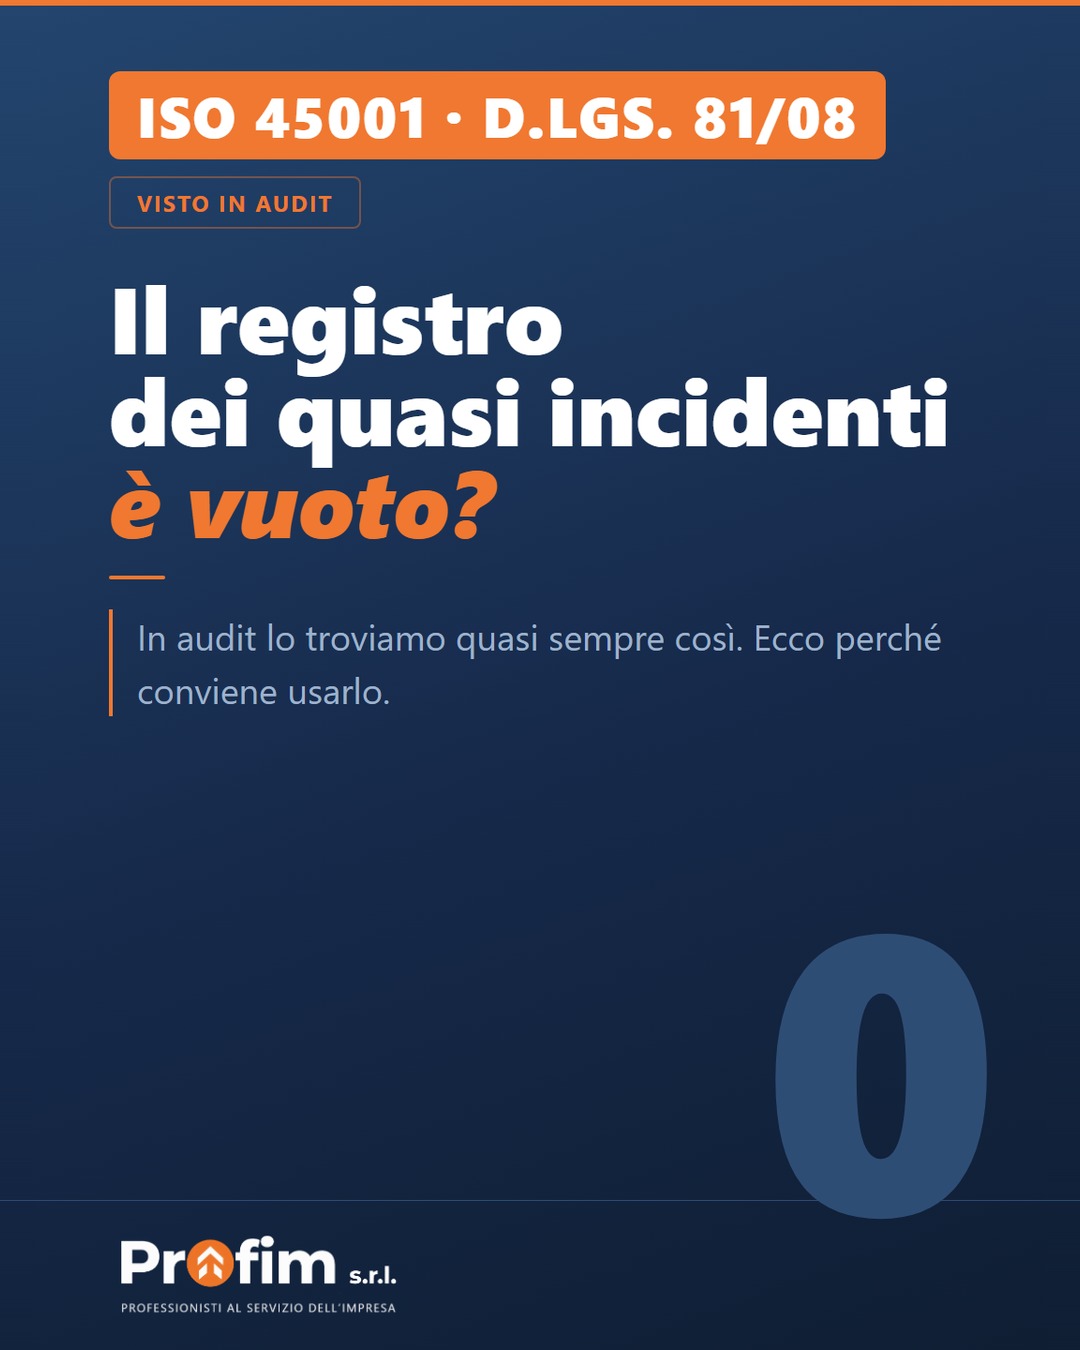 ISO 45001 · D.LGS. 81/08
VISTO IN AUDIT
Il registro
dei quasi incidenti
è vuoto?
In audit lo troviamo quasi sempre così. Ecco perché
conviene usarlo.
0
Profim s.r.l.
PROFESSIONISTI AL SERVIZIO DELL'IMPRESA